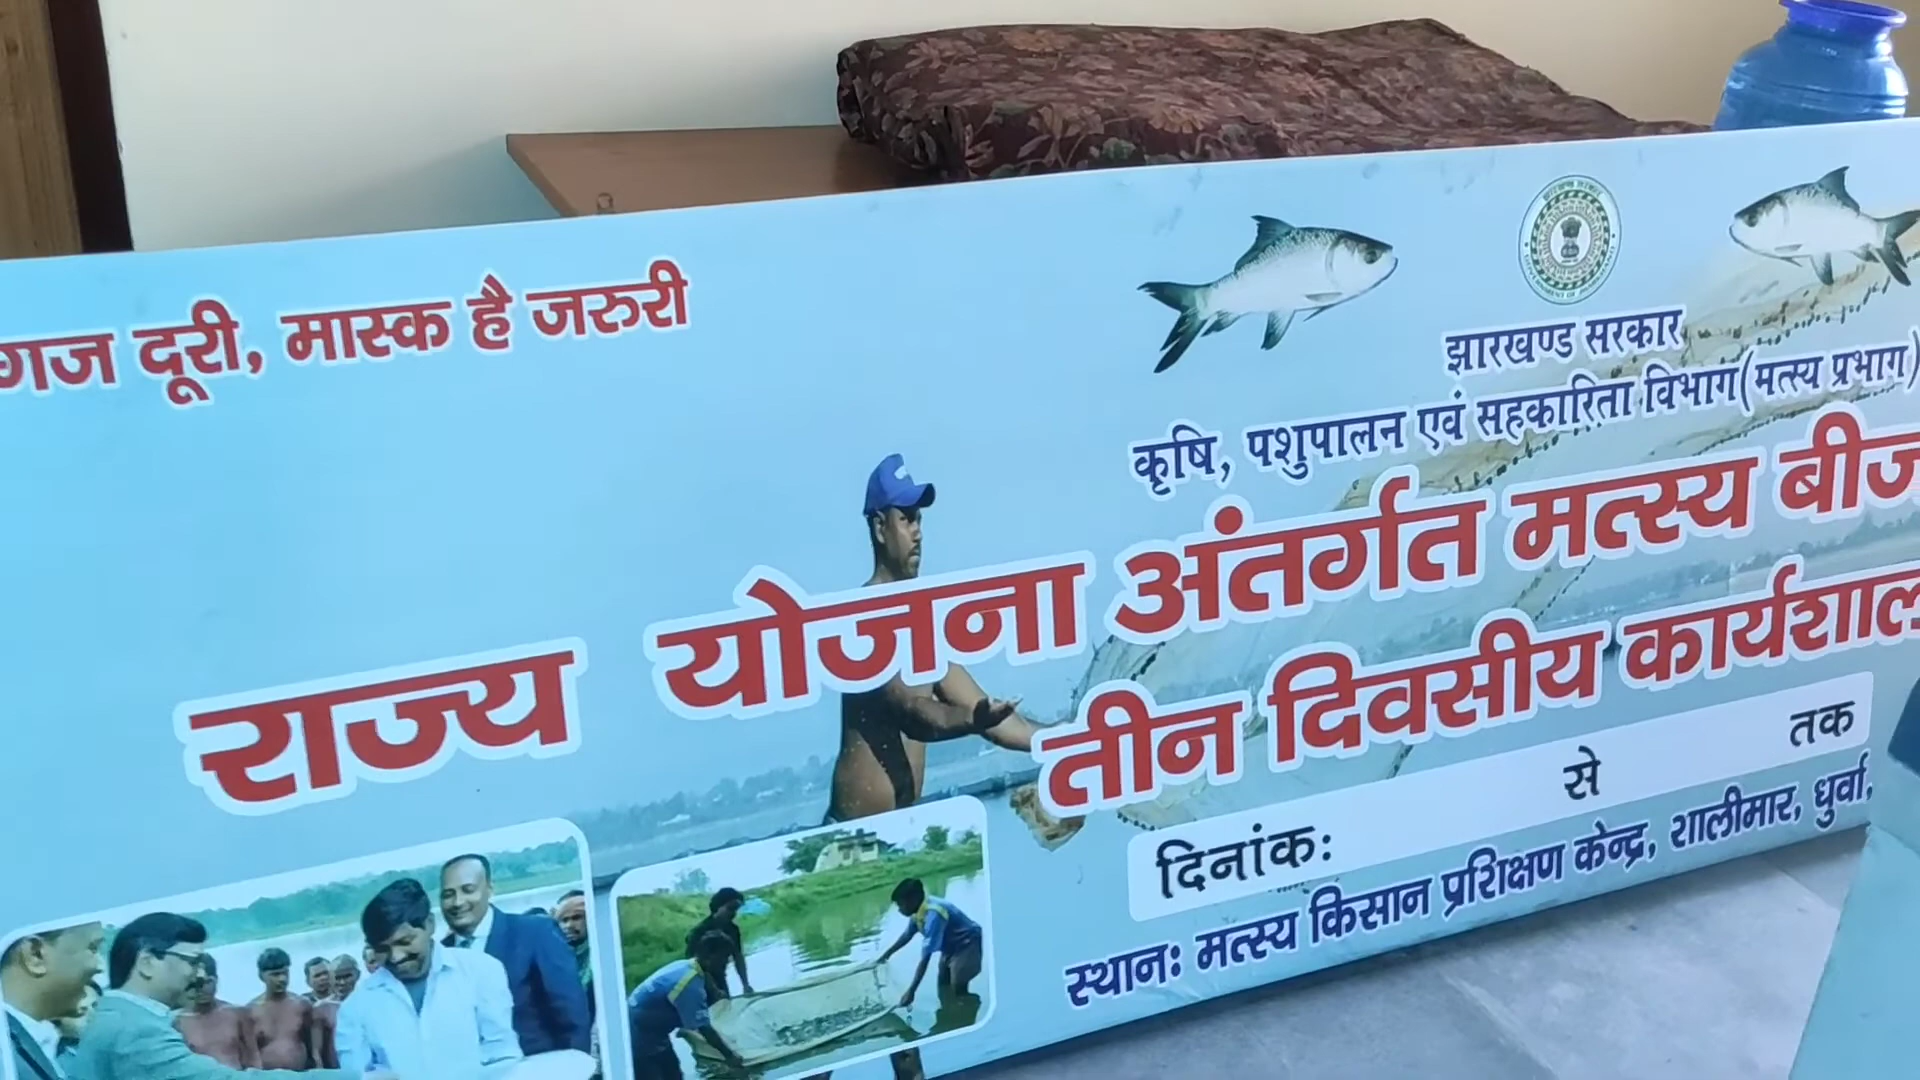 गज दूरी, मास्क है जरुरी
झारखण्ड सरकार
कृषि, पशुपालन एवं सहकारिता विभाग(मत्स्य प्रभाग)
राज्य योजना अंतर्गत मत्स्य बीज
तीन दिवसीय
दिनांकः से तक
स्थानः मत्स्य किसान प्रशिक्षण केन्द्र, शालीमार, धुर्वा,